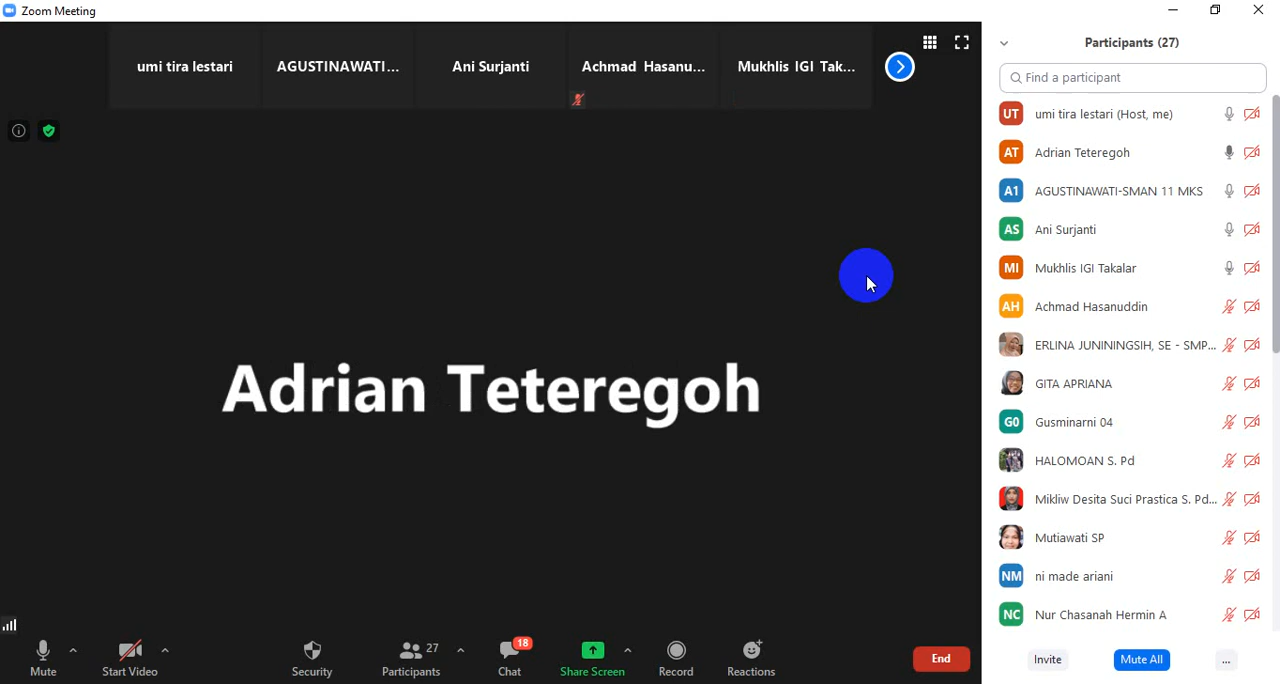 Zoom Meeting
umi tira lestari
AGUSTINAWATI...
Ani Surjanti
Achmad Hasanu...
Mukhlis IGI Tak...
Adrian Teteregoh
Participants (27)
Find a participant
UT umi tira lestari (Host, me)
AT Adrian Teteregoh
A1 AGUSTINAWATI-SMAN 11 MKS
AS Ani Surjanti
MI Mukhlis IGI Takalar
AH Achmad Hasanuddin
ERLINA JUNININGSIH, SE - SMP...
GITA APRIANA
G0 Gusminarni 04
HALOMOAN S. Pd
Mikliw Desita Suci Prastica S. Pd...
Mutiawati SP
NM ni made ariani
NC Nur Chasanah Hermin A
Invite
Mute All
...
Mute
Start Video
Security
27
Participants
18
Chat
Share Screen
Record
Reactions
End